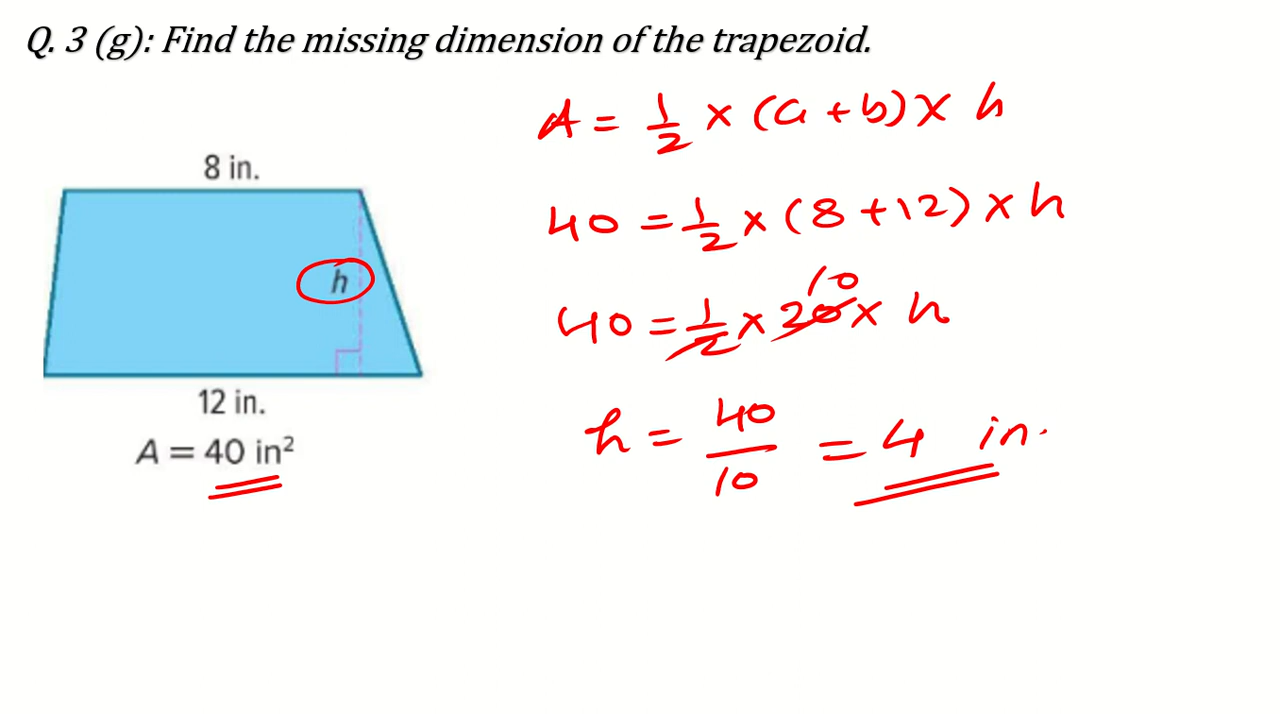 Q. 3 (g): Find the missing dimension of the trapezoid.
8 in.
h
12 in.
A = 40 in²
A = 1/2 × (a + b) × h
40 = 1/2 × (8 + 12) × h
10
40 = 1/2 × 20 × h
h = 40/10 = 4 in.